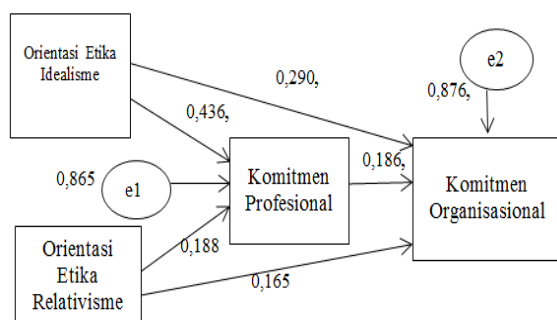 Orientasi Etika
Idealisme
e2
0,290,
0,876,
0,436,
0,865
e1
Komitmen
Profesional
0,186,
Komitmen
Organisasional
Orientasi
Etika
Relativisme
0,188
0,165